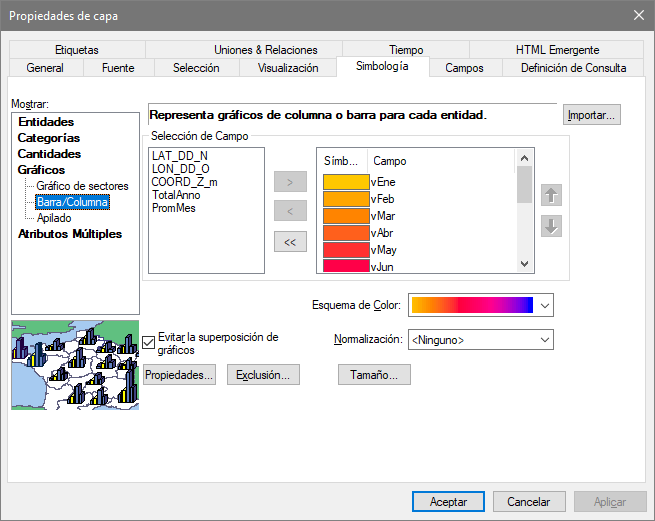 Propiedades de capa
Etiquetas
Uniones & Relaciones
Tiempo
HTML Emergente
General
Fuente
Selección
Visualización
Simbología
Campos
Definición de Consulta
Mostrar:
Entidades
Categorías
Cantidades
Gráficos
Gráfico de sectores
Barra/Columna
Apilado
Atributos Múltiples
Representa gráficos de columna o barra para cada entidad.
Importar...
Selección de Campo
LAT_DD_N
LON_DD_O
COORD_Z_m
TotalAnno
PromMes
>
<
<<
Símb...
Campo
vEne
vFeb
vMar
vAbr
vMay
vJun
Esquema de Color:
Evitar la superposición de
gráficos
Normalización:
<Ninguno>
Propiedades...
Exclusión...
Tamaño...
Aceptar
Cancelar
Aplicar